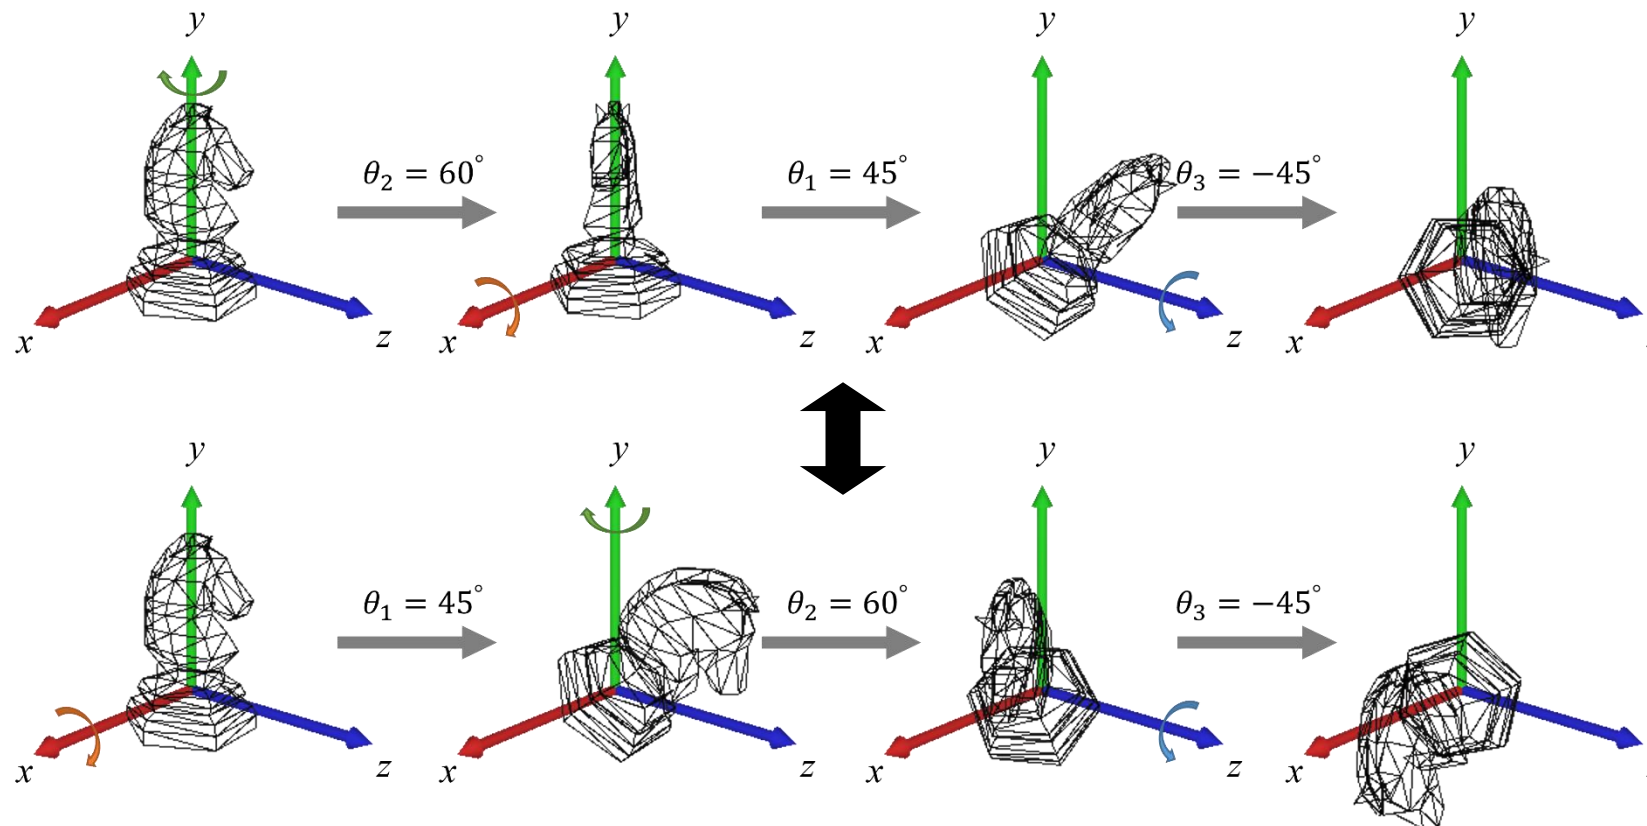 y y y y
θ₂ = 60° θ₁ = 45° θ₃ = −45°
x z x z x z x
y y y y
θ₁ = 45° θ₂ = 60° θ₃ = −45°
x z x z x z x